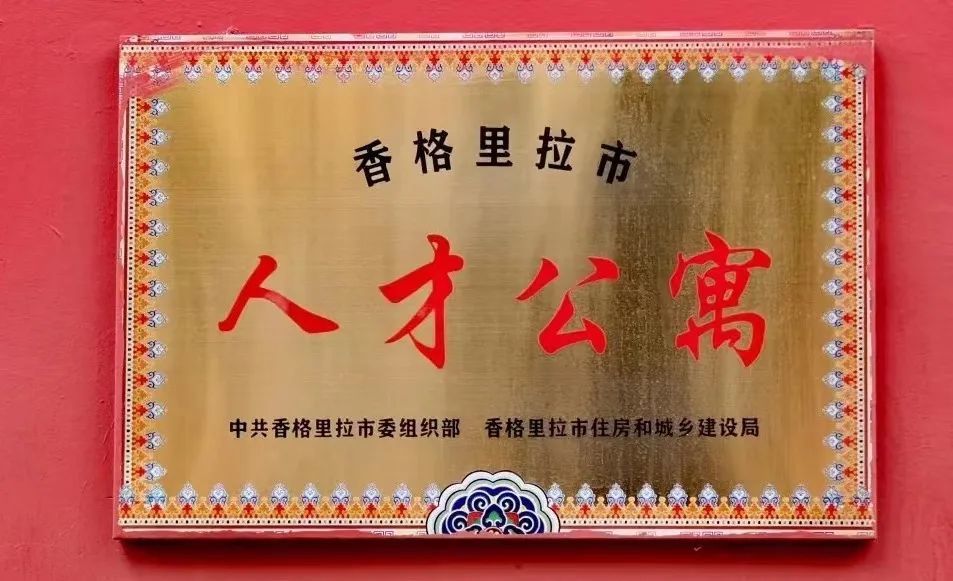 香格里拉市
人才公寓
中共香格里拉市委组织部 香格里拉市住房和城乡建设局